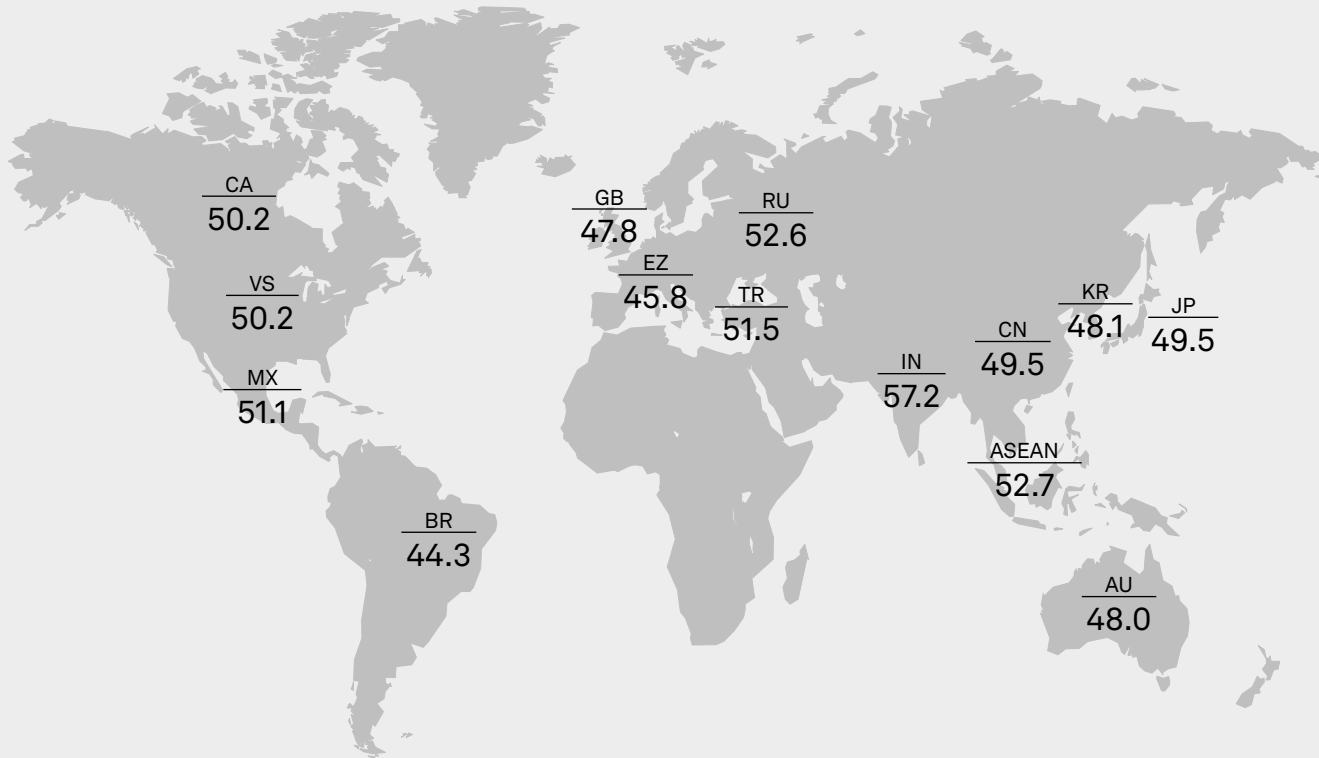 CA
50.2
GB
47.8
RU
52.6
EZ
45.8
VS
50.2
TR
51.5
KR
48.1
JP
49.5
CN
49.5
IN
57.2
MX
51.1
ASEAN
52.7
BR
44.3
AU
48.0